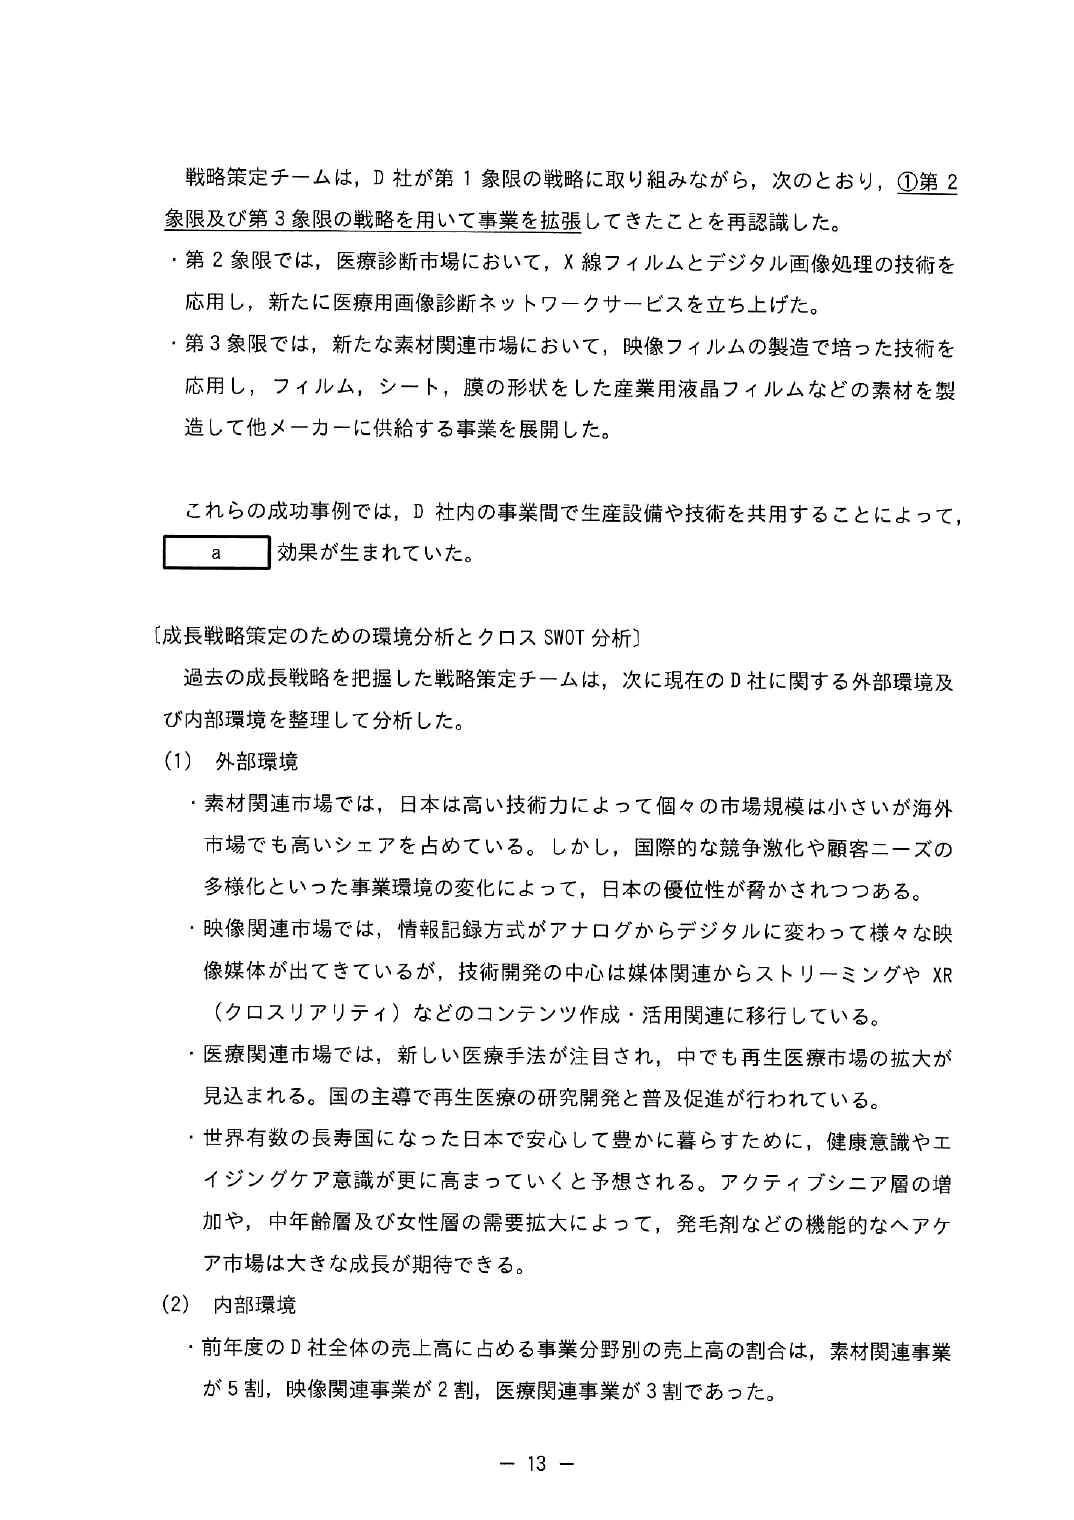 戦略策定チームは，D 社が第 1 象限の戦略に取り組みながら，次のとおり，①第 2
象限及び第 3 象限の戦略を用いて事業を拡張してきたことを再認識した。
・第 2 象限では，医療診断市場において，X 線フィルムとデジタル画像処理の技術を
応用し，新たに医療用画像診断ネットワークサービスを立ち上げた。
・第 3 象限では，新たな素材関連市場において，映像フィルムの製造で培った技術を
応用し，フィルム，シート，膜の形状をした産業用液晶フィルムなどの素材を製
造して他メーカーに供給する事業を展開した。
これらの成功事例では，D 社内の事業間で生産設備や技術を共用することによって，
a 効果が生まれていた。
〔成長戦略策定のための環境分析とクロス SWOT 分析〕
過去の成長戦略を把握した戦略策定チームは，次に現在の D 社に関する外部環境及
び内部環境を整理して分析した。
(1) 外部環境
・素材関連市場では，日本は高い技術力によって個々の市場規模は小さいが海外
市場でも高いシェアを占めている。しかし，国際的な競争激化や顧客ニーズの
多様化といった事業環境の変化によって，日本の優位性が脅かされつつある。
・映像関連市場では，情報記録方式がアナログからデジタルに変わって様々な映
像媒体が出てきているが，技術開発の中心は媒体関連からストリーミングや XR
（クロスリアリティ）などのコンテンツ作成・活用関連に移行している。
・医療関連市場では，新しい医療手法が注目され，中でも再生医療市場の拡大が
見込まれる。国の主導で再生医療の研究開発と普及促進が行われている。
・世界有数の長寿国になった日本で安心して豊かに暮らすために，健康意識やエ
イジングケア意識が更に高まっていくと予想される。アクティブシニア層の増
加や，中年齢層及び女性層の需要拡大によって，発毛剤などの機能的なヘアケ
ア市場は大きな成長が期待できる。
(2) 内部環境
・前年度の D 社全体の売上高に占める事業分野別の売上高の割合は，素材関連事業
が 5 割，映像関連事業が 2 割，医療関連事業が 3 割であった。
－ 13 －